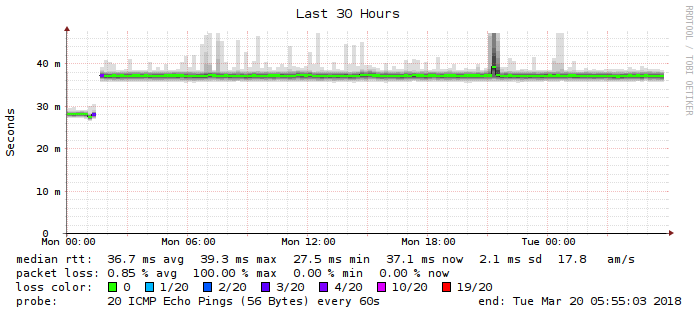 Last 30 Hours
RRDTOOL / TOBI OETIKER
Seconds
40 m
30 m
20 m
10 m
0
Mon 00:00 Mon 06:00 Mon 12:00 Mon 18:00 Tue 00:00
median rtt: 36.7 ms avg 39.3 ms max 27.5 ms min 37.1 ms now 2.1 ms sd 17.8 am/s
packet loss: 0.85 % avg 100.00 % max 0.00 % min 0.00 % now
loss color: 0 1/20 2/20 3/20 4/20 10/20 19/20
probe: 20 ICMP Echo Pings (56 Bytes) every 60s end: Tue Mar 20 05:55:03 2018